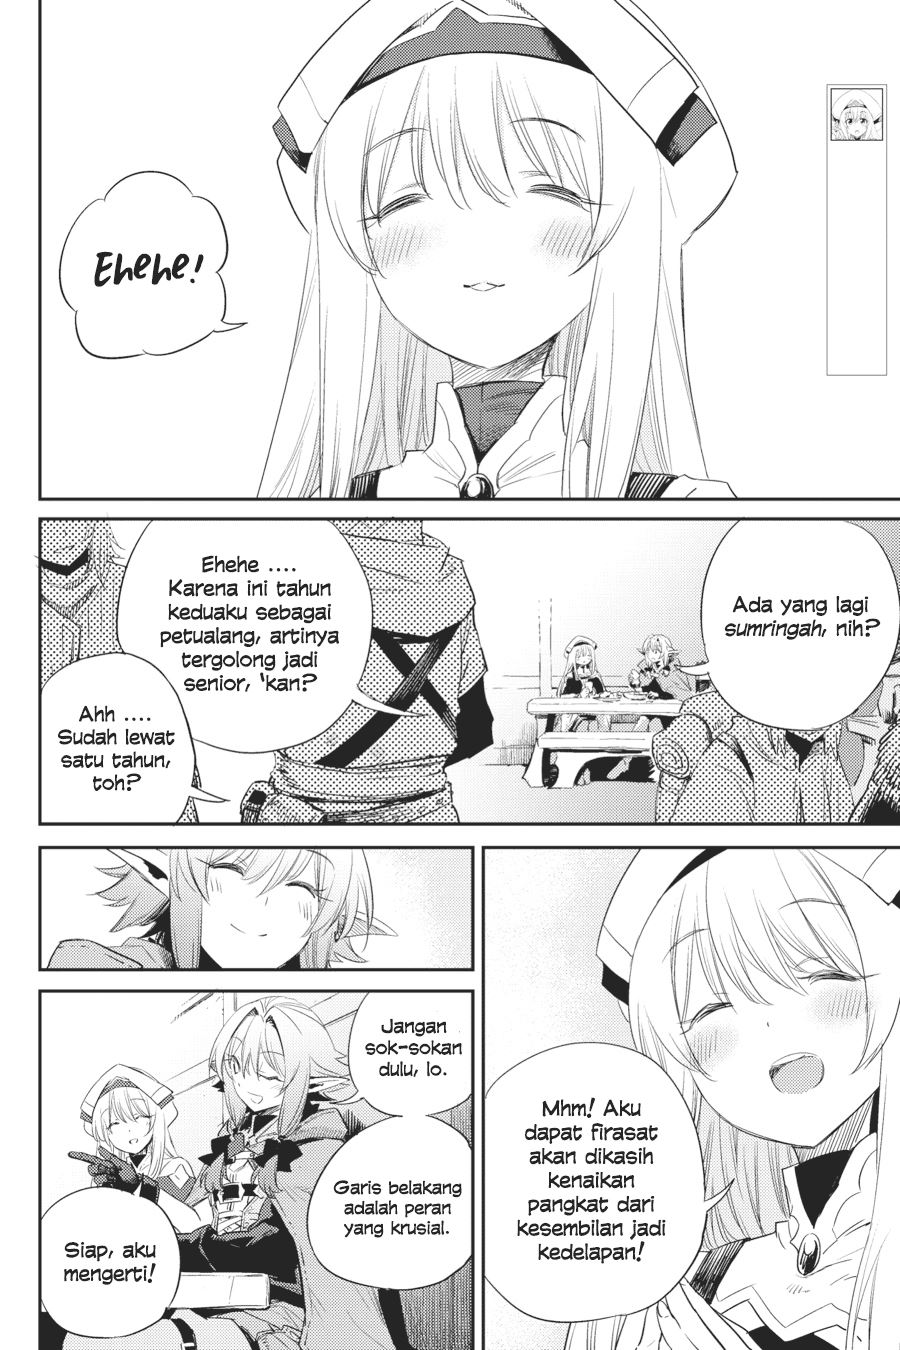 Ehehe!
Ada yang lagi
sumringah, nih?
Ehehe ....
Karena ini tahun
keduaku sebagai
petualang, artinya
tergolong jadi
senior, 'kan?
Ahh ....
Sudah lewat
satu tahun,
toh?
Mhm! Aku
dapat firasat
akan dikasih
kenaikan
pangkat dari
kesembilan jadi
kedelapan!
Jangan
sok-sokan
dulu, lo.
Garis belakang
adalah peran
yang krusial.
Siap, aku
mengerti!